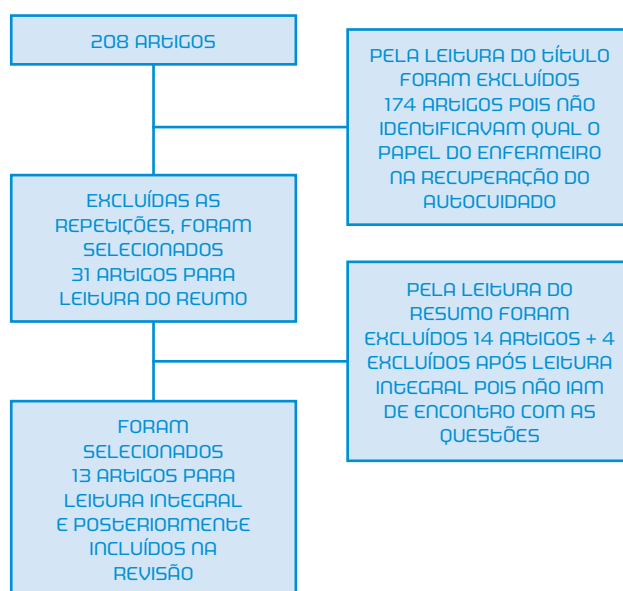 208 ARTIGOS
PELA LEITURA DO TÍTULO
FORAM EXCLUÍDOS
174 ARTIGOS POIS NÃO
IDENTIFICAVAM QUAL O
PAPEL DO ENFERMEIRO
NA RECUPERAÇÃO DO
AUTOCUIDADO
EXCLUÍDAS AS
REPETIÇÕES, FORAM
SELECIONADOS
31 ARTIGOS PARA
LEITURA DO REUMO
PELA LEITURA DO
RESUMO FORAM
EXCLUÍDOS 14 ARTIGOS + 4
EXCLUÍDOS APÓS LEITURA
INTEGRAL POIS NÃO IAM
DE ENCONTRO COM AS
QUESTÕES
FORAM
SELECIONADOS
13 ARTIGOS PARA
LEITURA INTEGRAL
E POSTERIORMENTE
INCLUÍDOS NA
REVISÃO